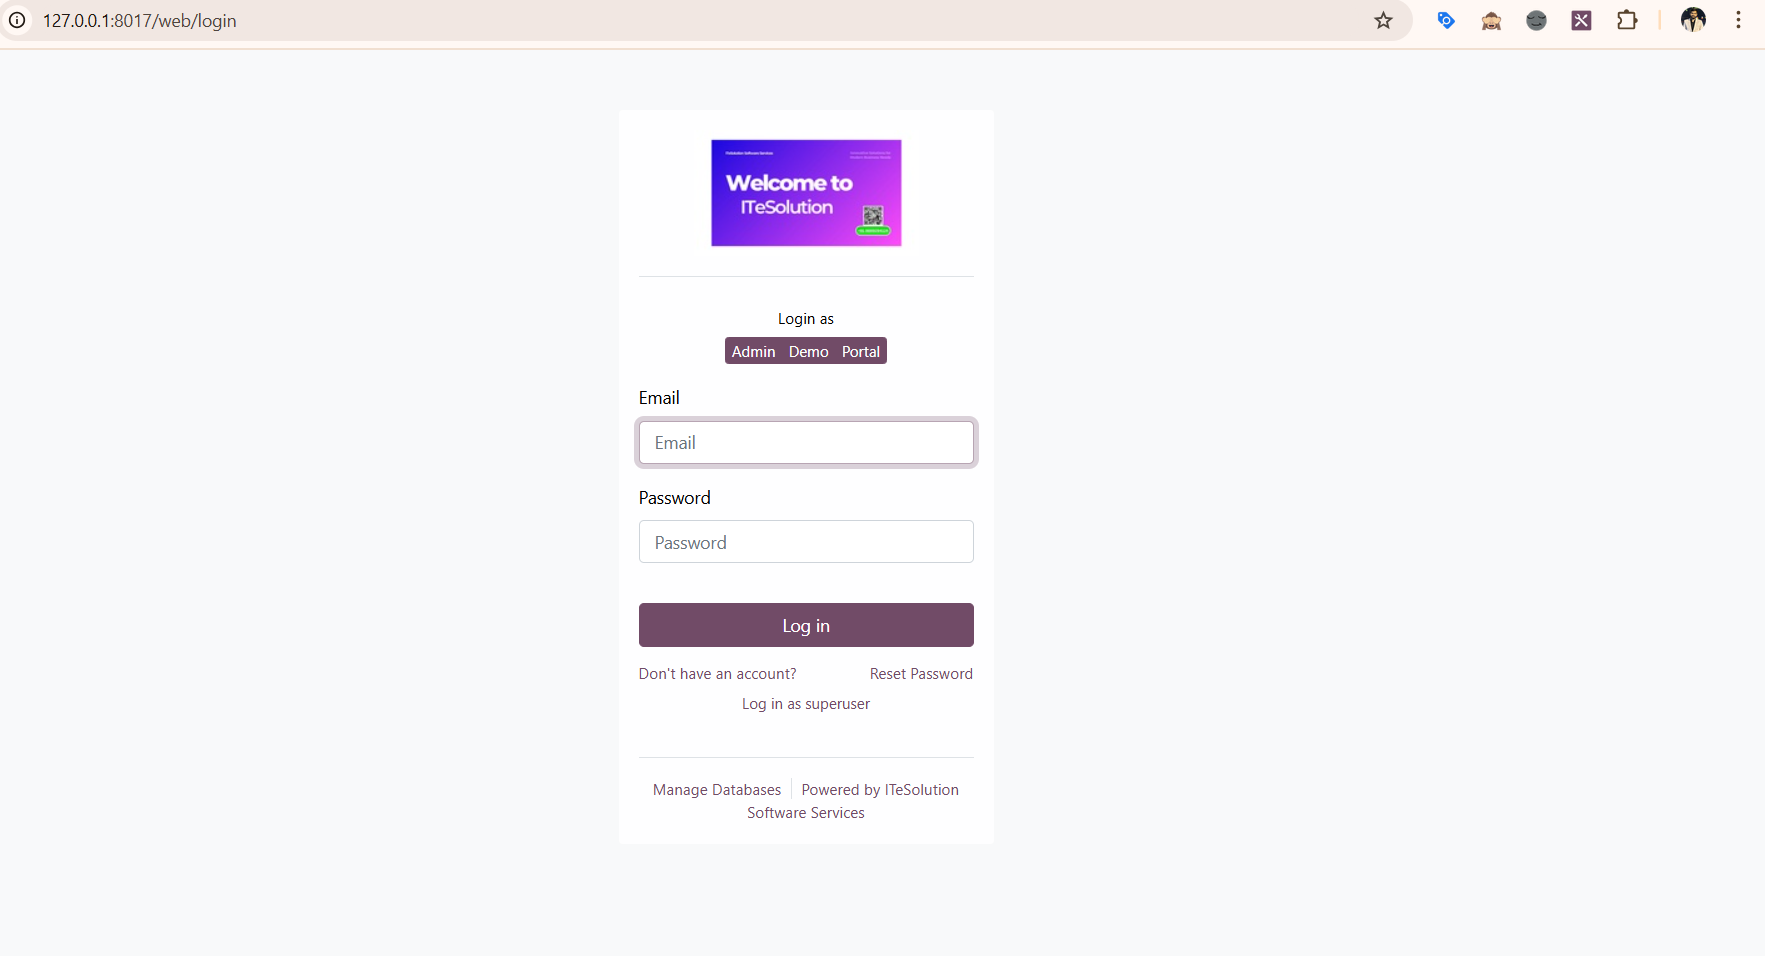 127.0.0.1:8017/web/login
Welcome to
ITeSolution
Login as
Admin Demo Portal
Email
Email
Password
Password
Log in
Don't have an account? Reset Password
Log in as superuser
Manage Databases Powered by ITeSolution
Software Services